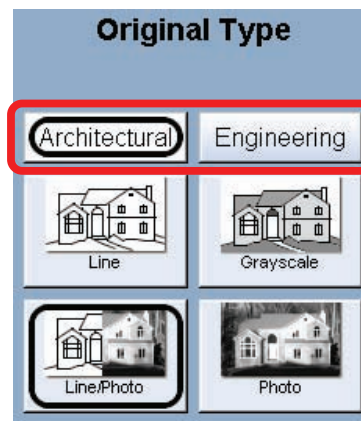 Original Type
Architectural Engineering
Line Grayscale
Line/Photo Photo